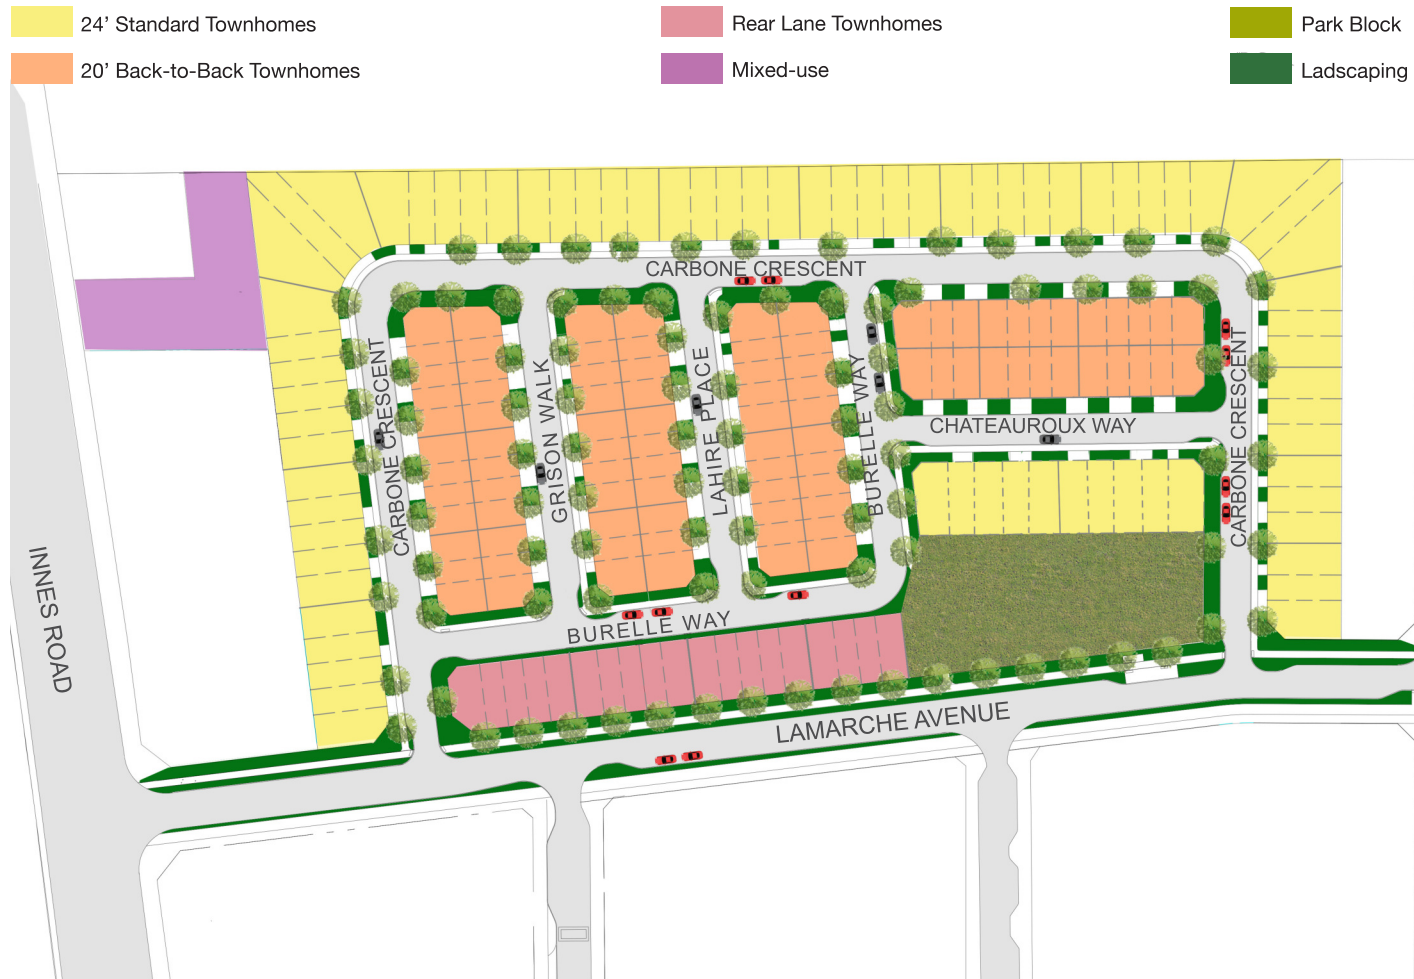 24’ Standard Townhomes
Rear Lane Townhomes
Park Block
20’ Back-to-Back Townhomes
Mixed-use
Ladscaping
CARBONE CRESCENT
CARBONE CRESCENT
GRISON WALK
LAHIRE PLACE
BURELLE WAY
CHATEAUROUX WAY
CARBONE CRESCENT
INNES ROAD
BURELLE WAY
LAMARCHE AVENUE